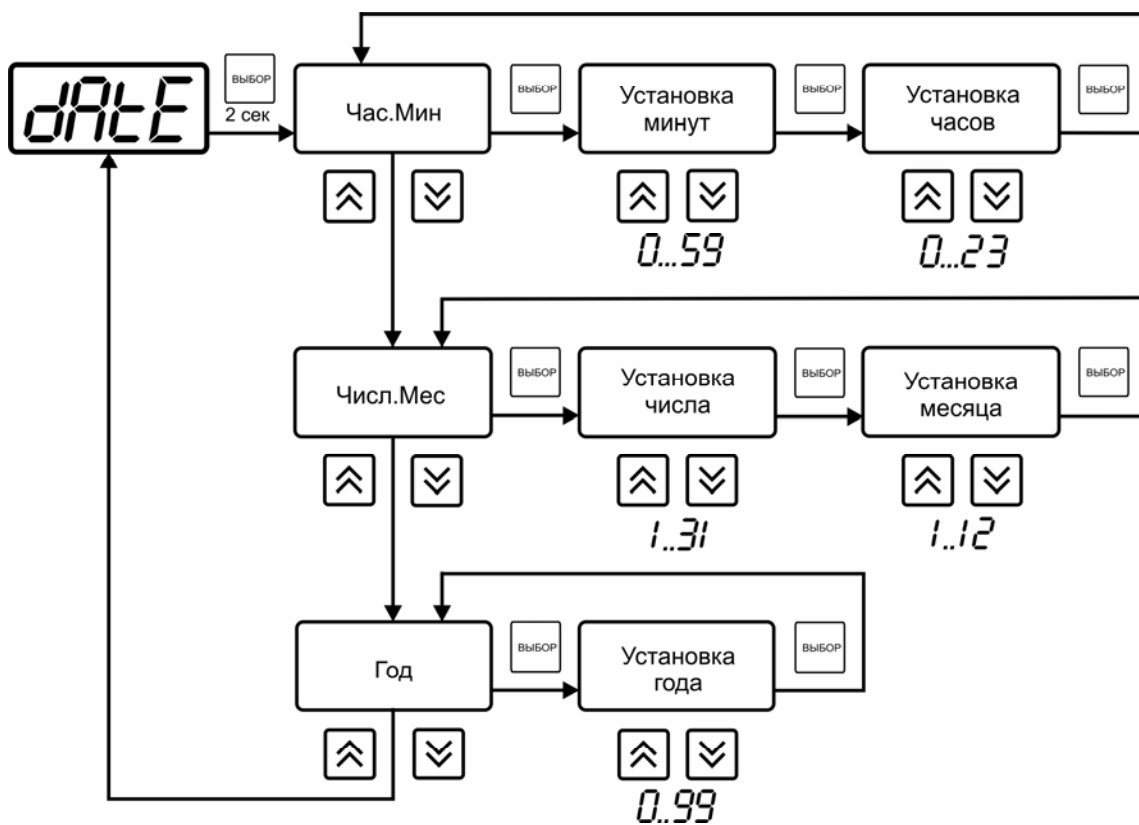 dAtE
ВЫБОР
2 сек
Час.Мин
ВЫБОР
Установка
минут
ВЫБОР
Установка
часов
ВЫБОР
0...59
0...23
Числ.Мес
ВЫБОР
Установка
числа
ВЫБОР
Установка
месяца
ВЫБОР
1..31
1..12
Год
ВЫБОР
Установка
года
ВЫБОР
0..99